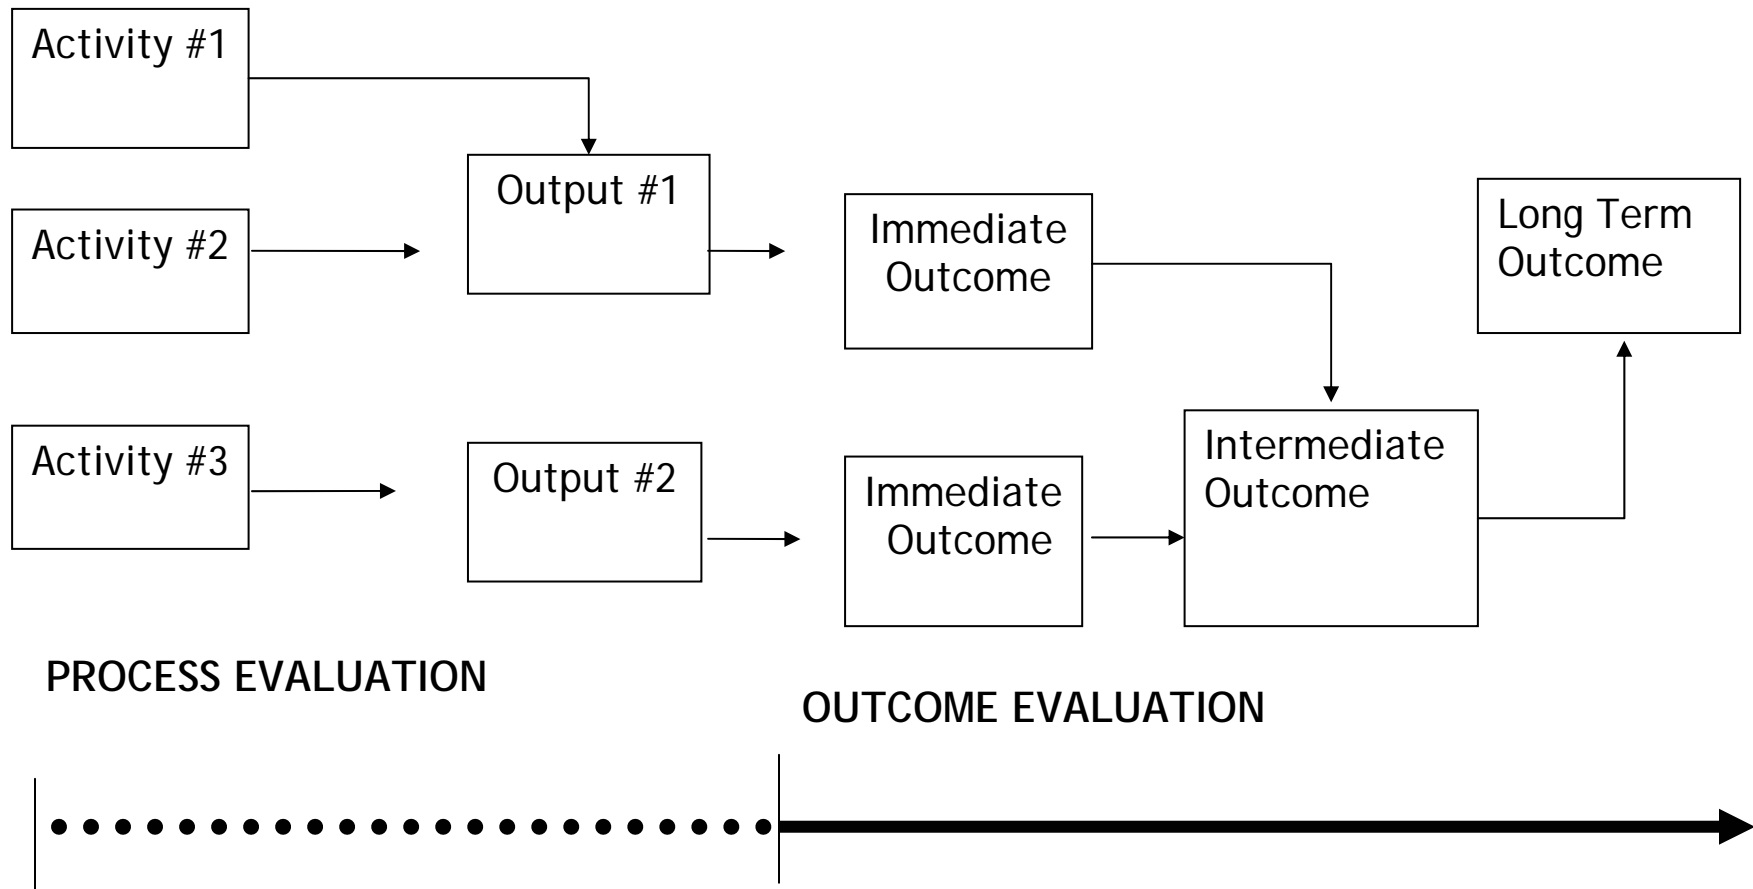 Activity #1
Output #1
Activity #2
Immediate
Outcome
Long Term
Outcome
Activity #3
Output #2
Immediate
Outcome
Intermediate
Outcome
PROCESS EVALUATION
OUTCOME EVALUATION